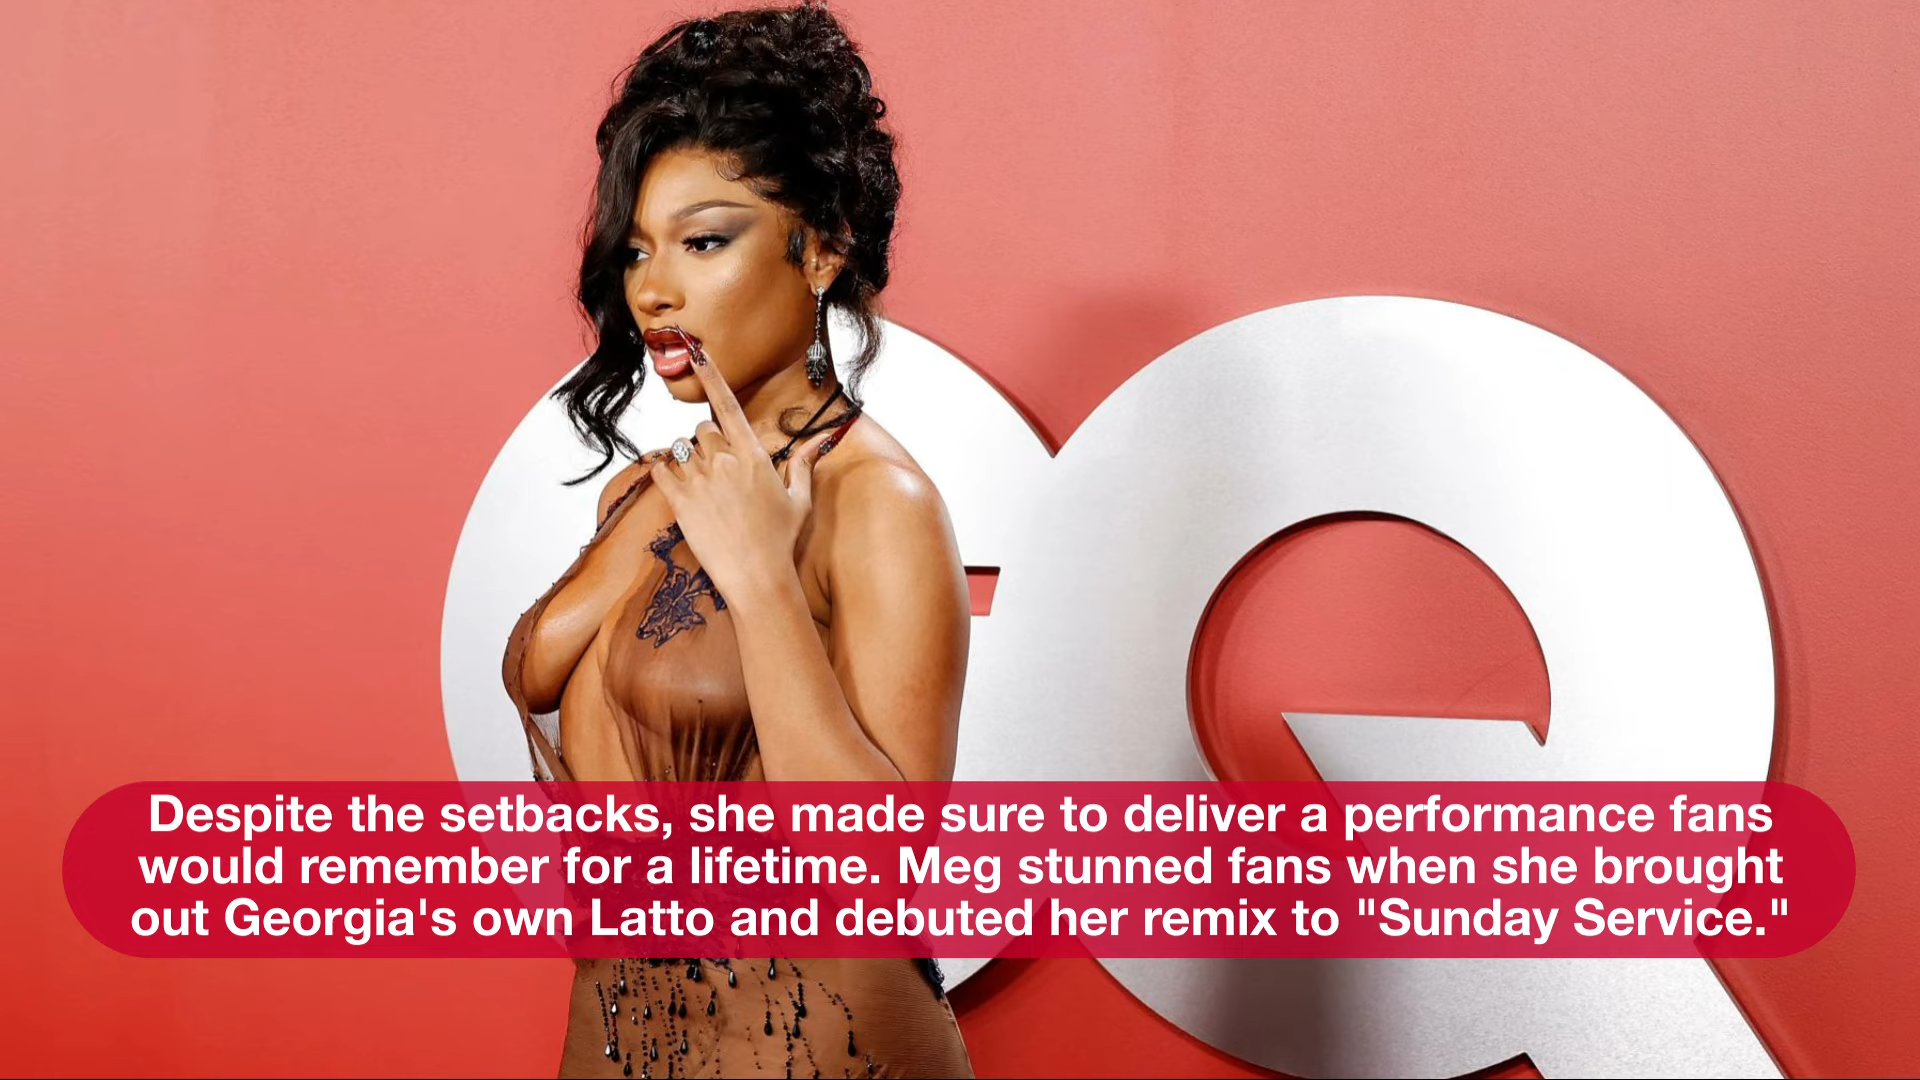 GQ
Despite the setbacks, she made sure to deliver a performance fans
would remember for a lifetime. Meg stunned fans when she brought
out Georgia's own Latto and debuted her remix to "Sunday Service."